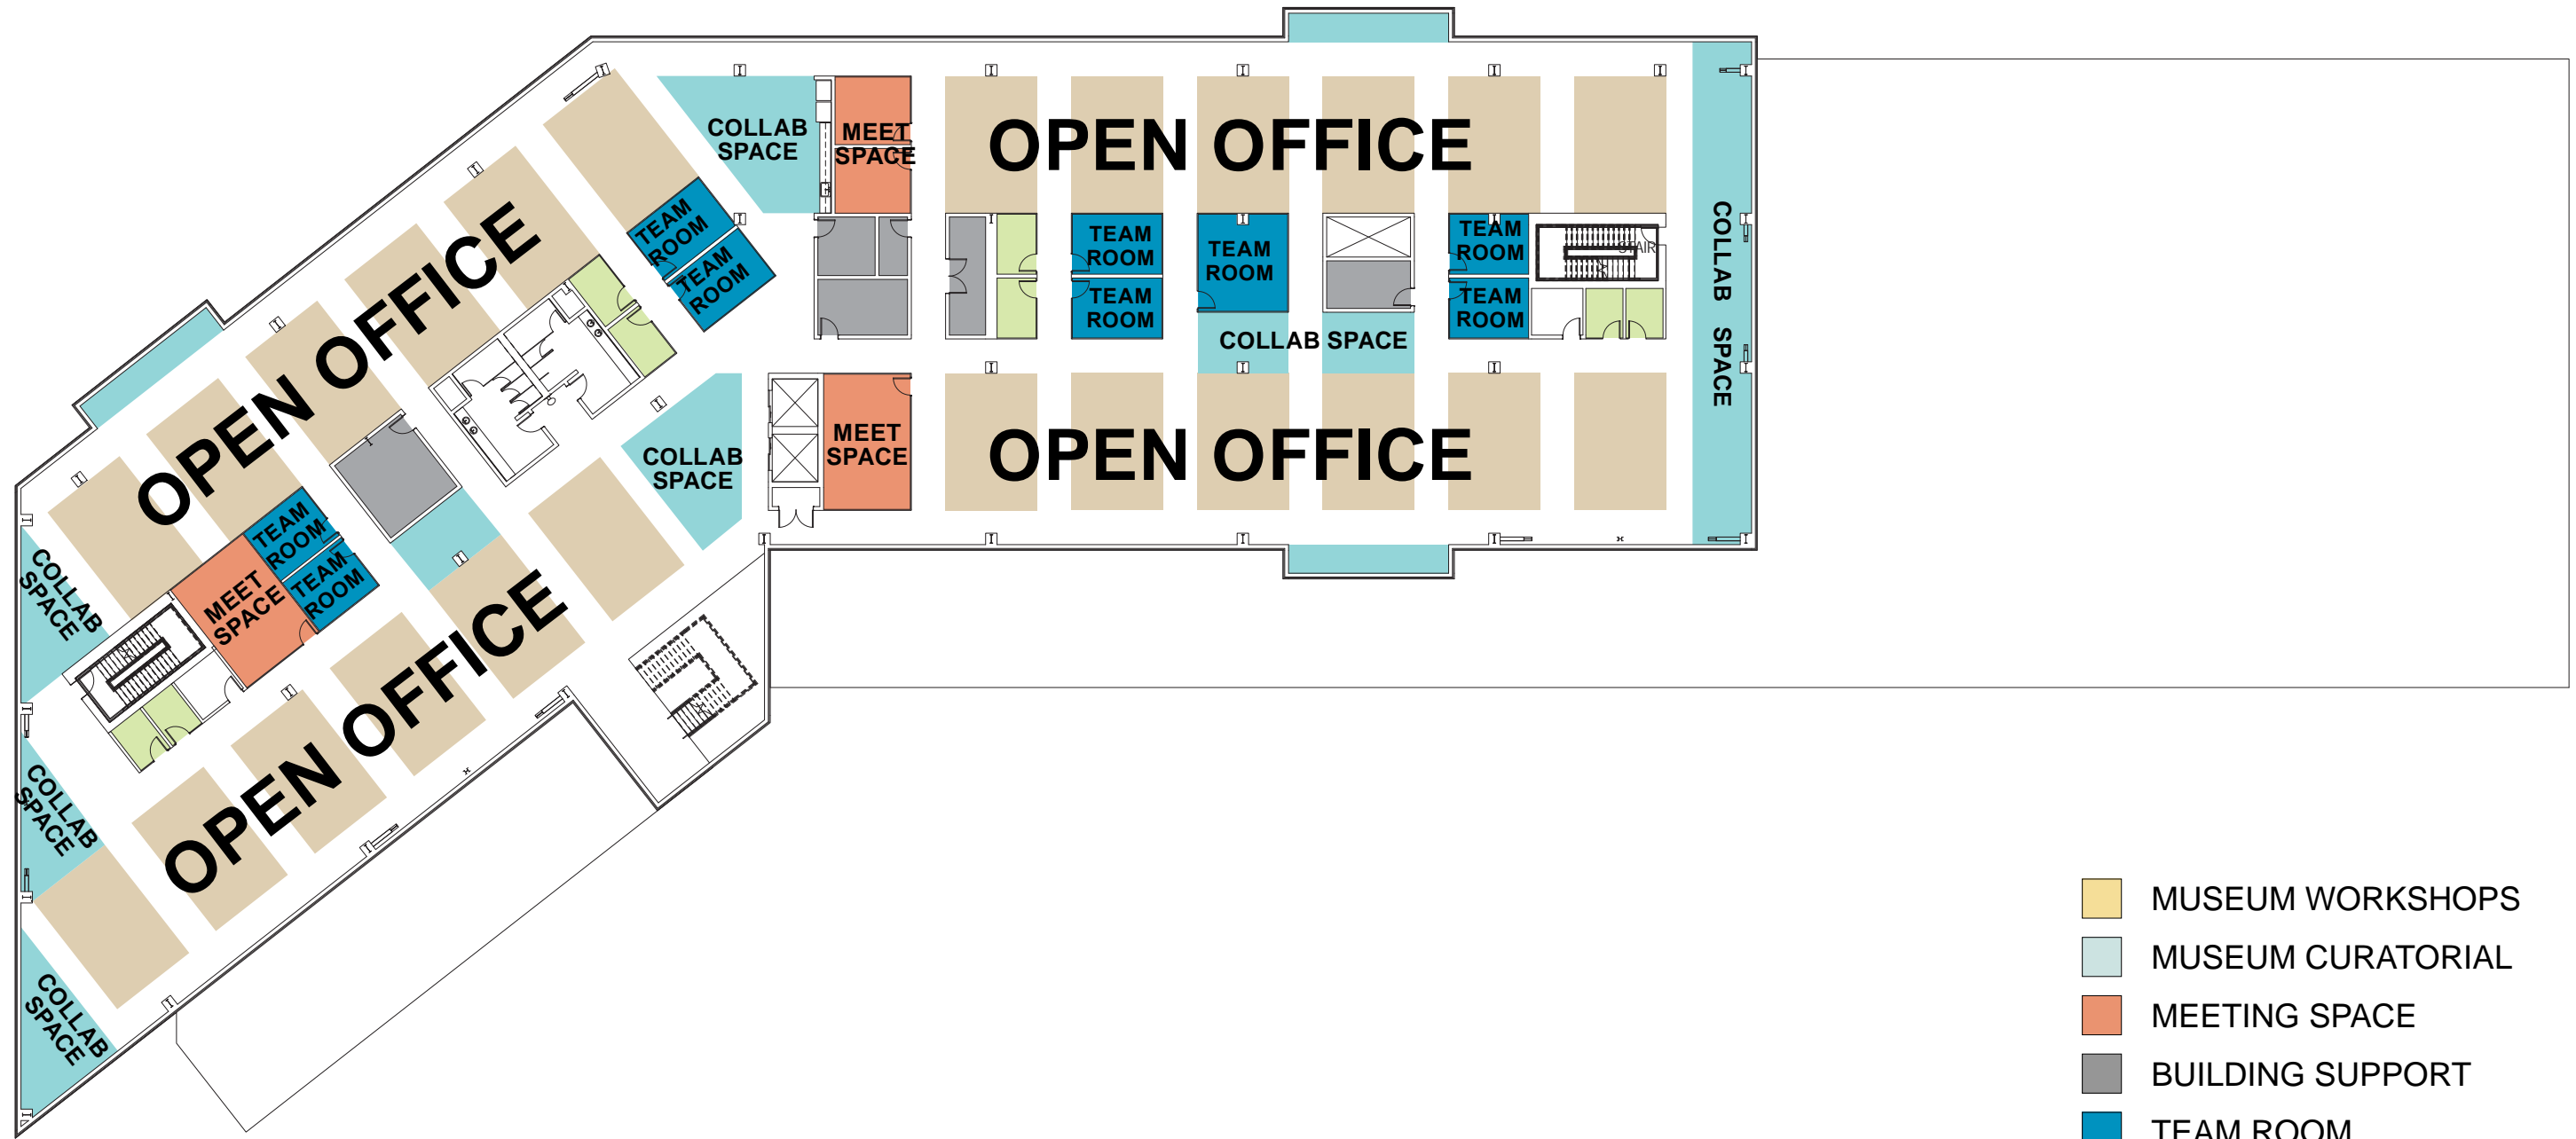 COLLAB
SPACE
MEET
SPACE
OPEN OFFICE
OPEN OFFICE
TEAM
ROOM
TEAM
ROOM
TEAM
ROOM
TEAM
ROOM
TEAM
ROOM
TEAM
ROOM
TEAM
ROOM
STAIR
COLLAB SPACE
COLLAB SPACE
COLLAB
SPACE
MEET
SPACE
OPEN OFFICE
TEAM
ROOM
TEAM
ROOM
MEET
SPACE
COLLAB
SPACE
OPEN OFFICE
COLLAB
SPACE
COLLAB
SPACE
MUSEUM WORKSHOPS
MUSEUM CURATORIAL
MEETING SPACE
BUILDING SUPPORT
TEAM ROOM